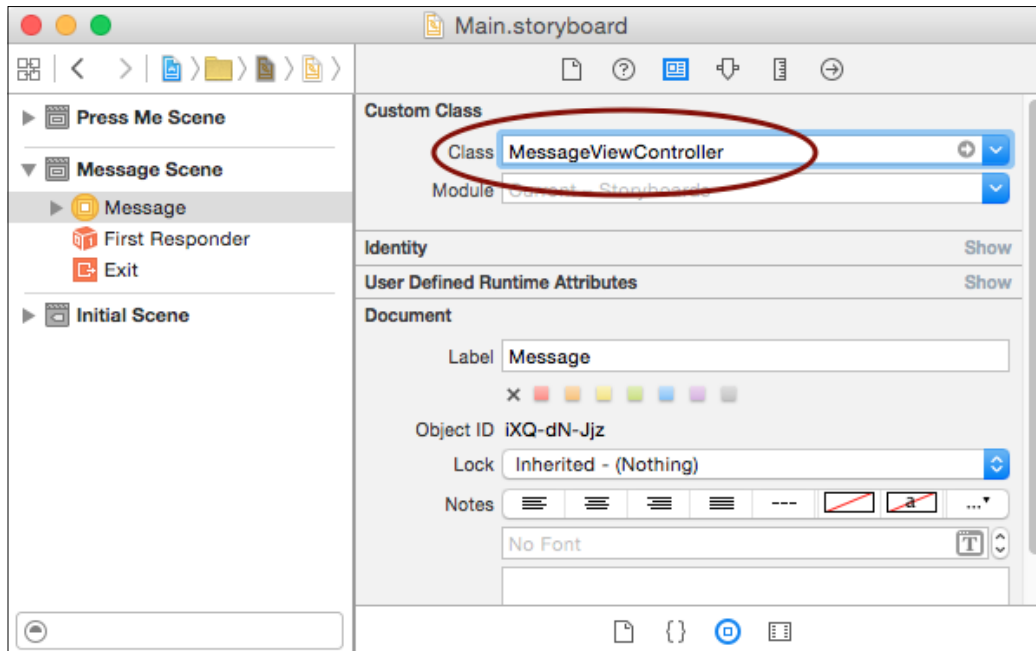 Main.storyboard
Press Me Scene
Message Scene
Message
First Responder
Exit
Initial Scene
Custom Class
Class MessageViewController
Module Current - Storyboards
Identity Show
User Defined Runtime Attributes Show
Document
Label Message
Object ID iXQ-dN-Jjz
Lock Inherited - (Nothing)
Notes --- a ...
No Font T